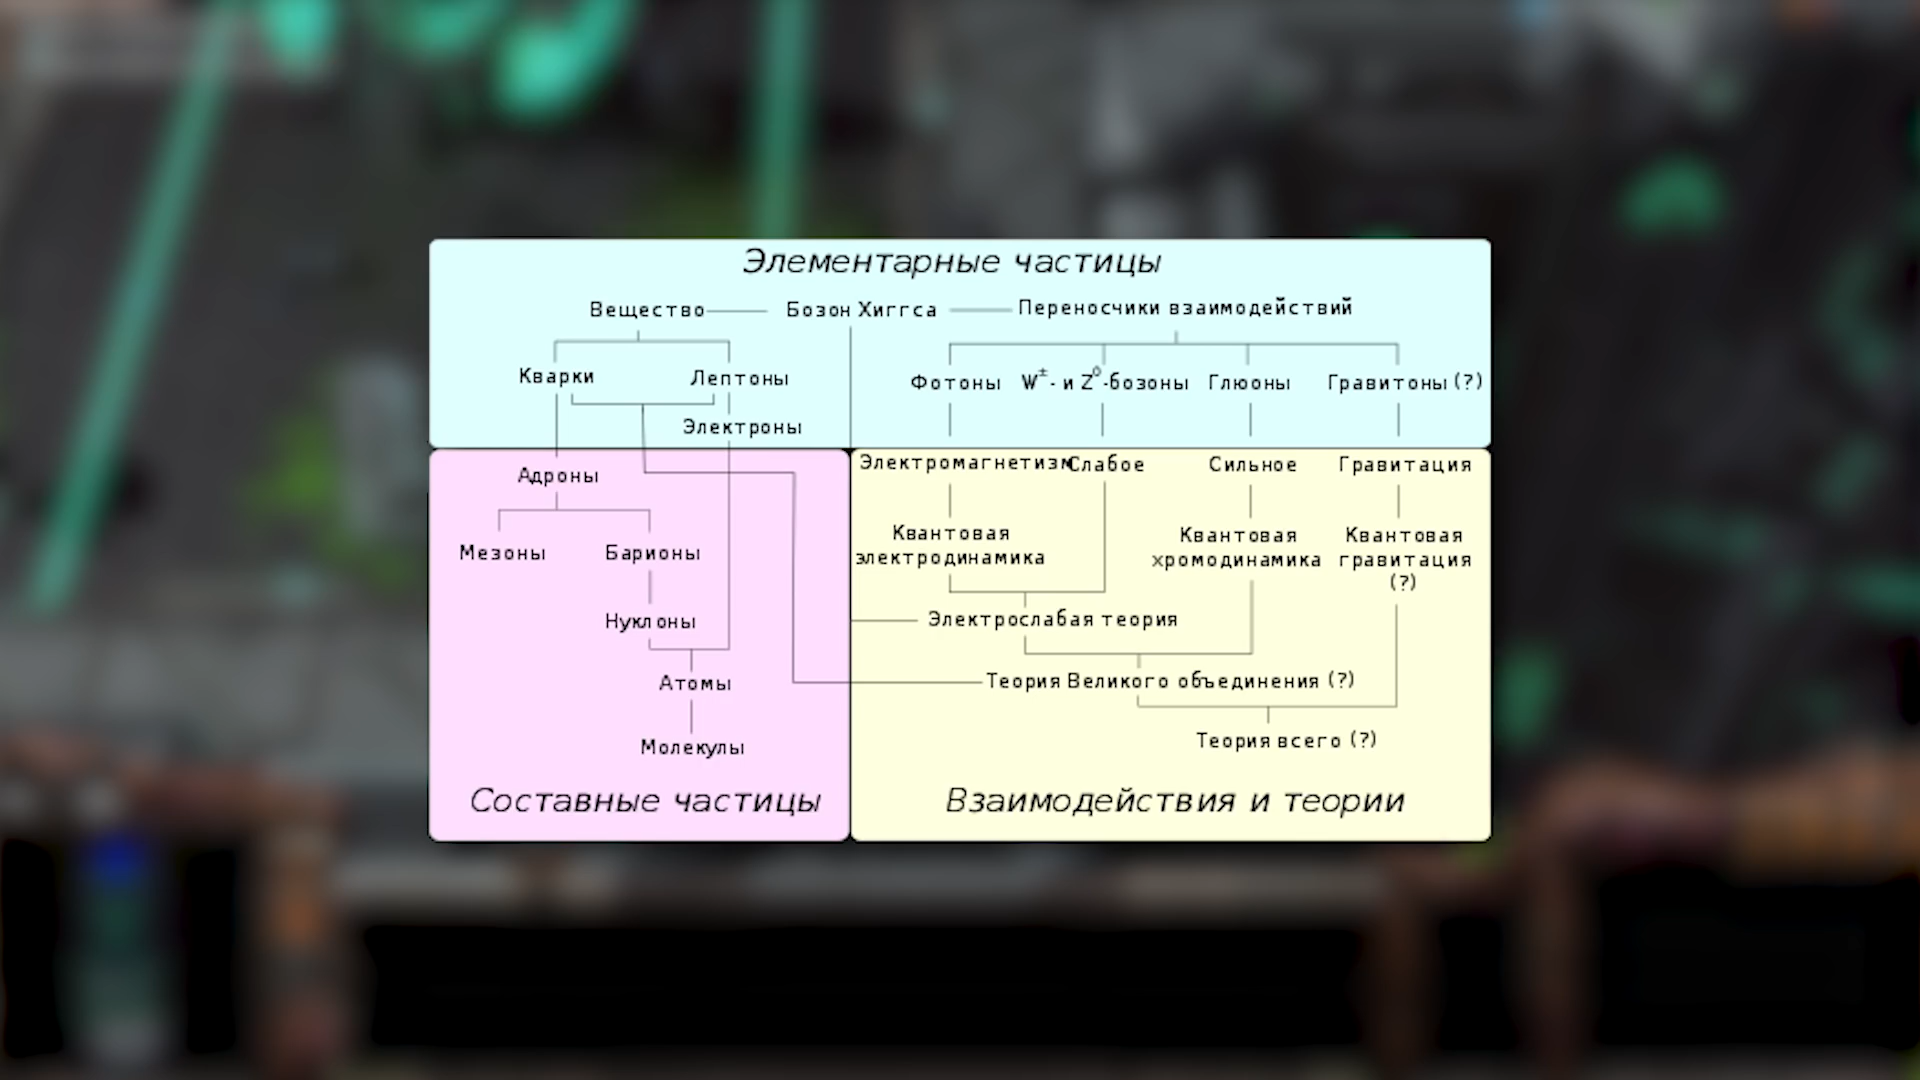 Элементарные частицы
Вещество Бозон Хиггса Переносчики взаимодействий
Кварки Лептоны Фотоны W±- и Z⁰-бозоны Глюоны Гравитоны (?)
Электроны
Адроны
Мезоны Барионы
Нуклоны
Атомы
Молекулы
Составные частицы
Электромагнетизм Слабое Сильное Гравитация
Квантовая
электродинамика
Квантовая
хромодинамика
Квантовая
гравитация
(?)
Электрослабая теория
Теория Великого объединения (?)
Теория всего (?)
Взаимодействия и теории